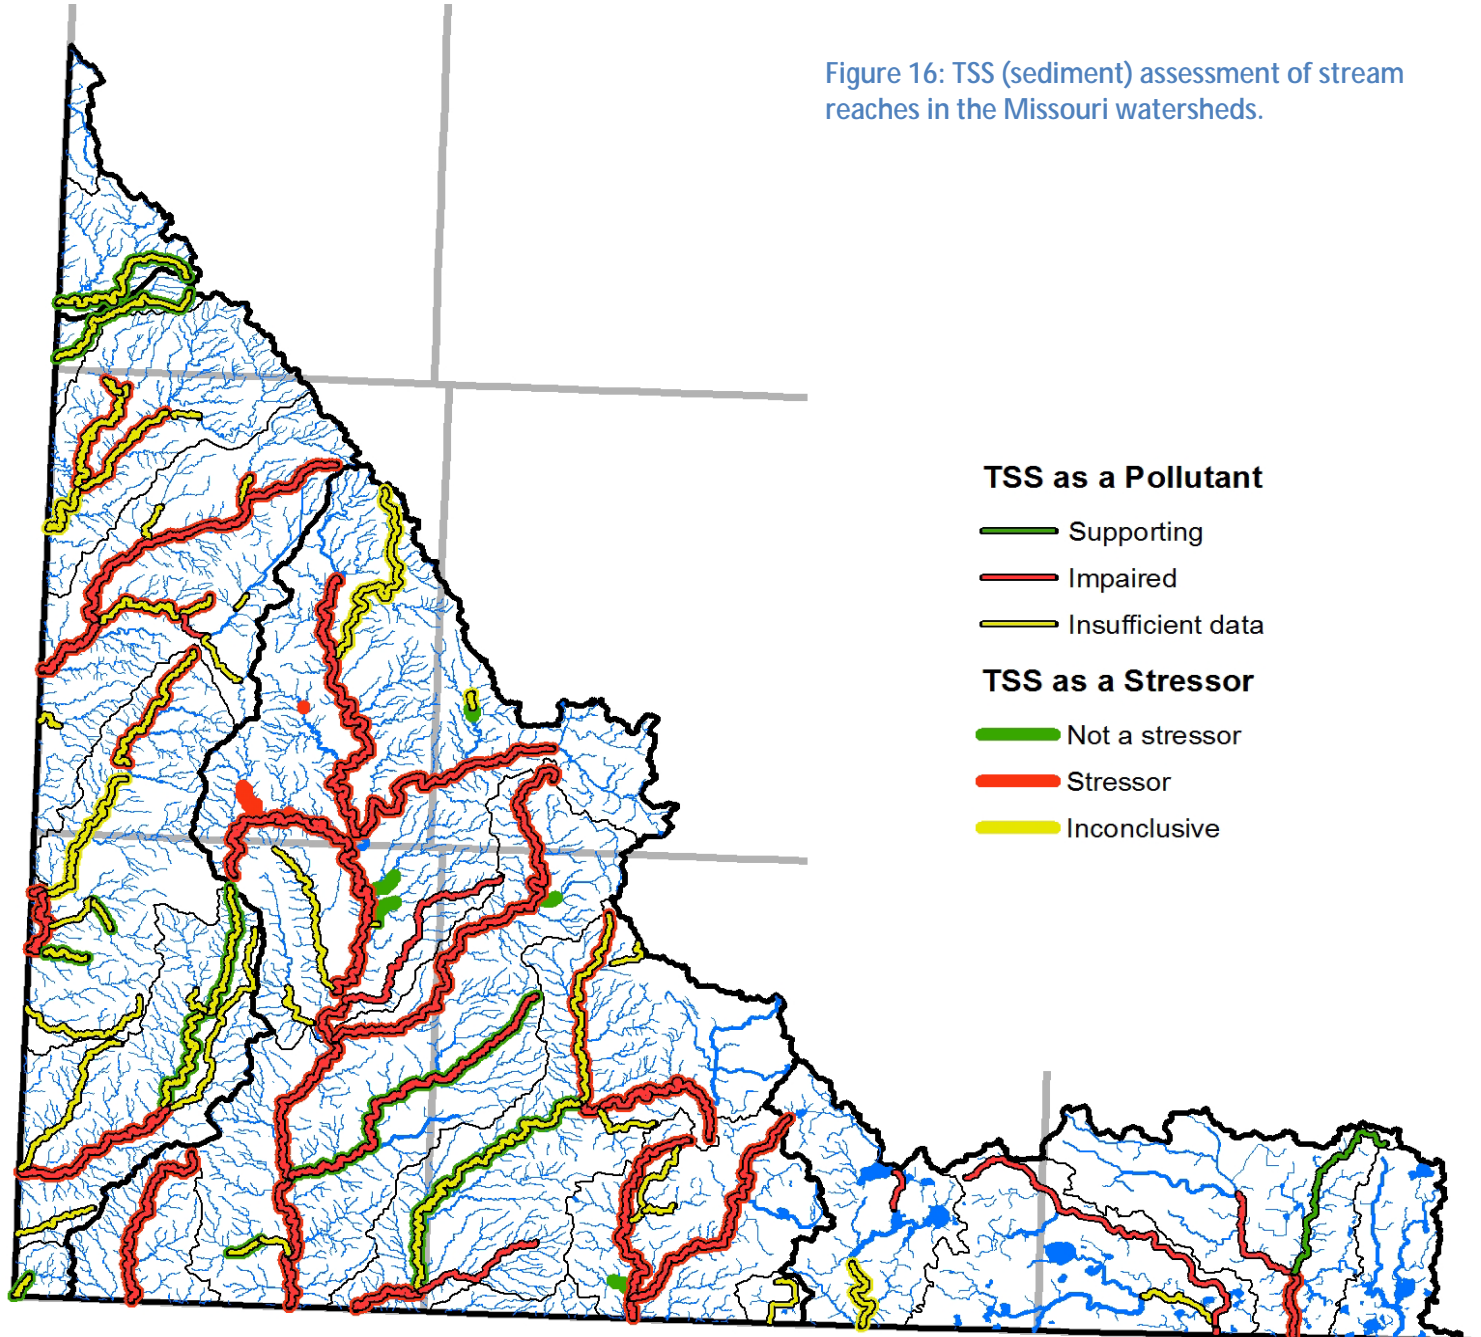 Figure 16: TSS (sediment) assessment of stream
reaches in the Missouri watersheds.
TSS as a Pollutant
Supporting
Impaired
Insufficient data
TSS as a Stressor
Not a stressor
Stressor
Inconclusive